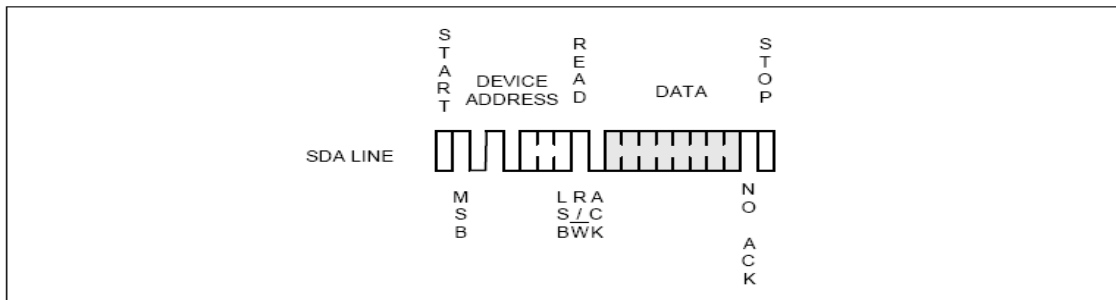 START
READ
STOP
DEVICE
ADDRESS
DATA
SDA LINE
MSB
LSB
R/W
ACK
NO ACK